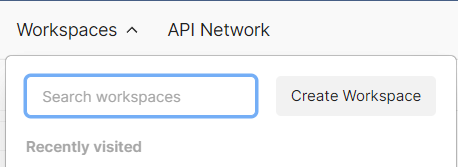 Workspaces API Network
Search workspaces Create Workspace
Recently visited